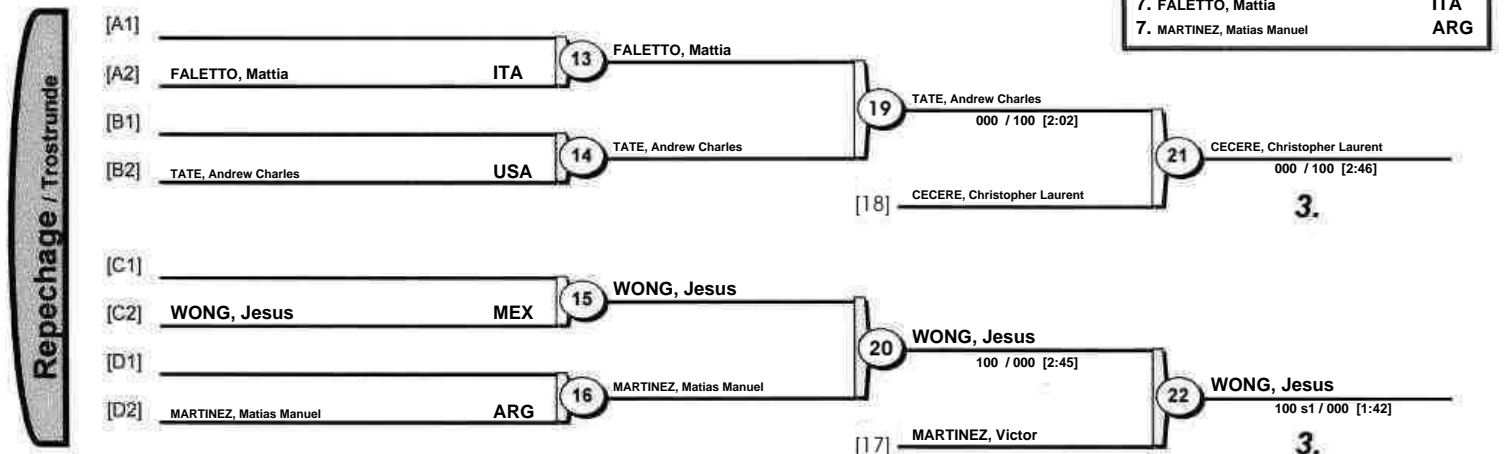 7. FALETTO, Mattia ITA
7. MARTINEZ, Matias Manuel ARG
Repechage / Trostrunde
[A1]
[A2] FALETTO, Mattia ITA
13
FALETTO, Mattia
[B1]
[B2] TATE, Andrew Charles USA
14
TATE, Andrew Charles
19
TATE, Andrew Charles
000 / 100 [2:02]
[18] CECERE, Christopher Laurent
21
CECERE, Christopher Laurent
000 / 100 [2:46]
3.
[C1]
[C2] WONG, Jesus MEX
15
WONG, Jesus
[D1]
[D2] MARTINEZ, Matias Manuel ARG
16
MARTINEZ, Matias Manuel
20
WONG, Jesus
100 / 000 [2:45]
[17] MARTINEZ, Victor
22
WONG, Jesus
100 s1 / 000 [1:42]
3.